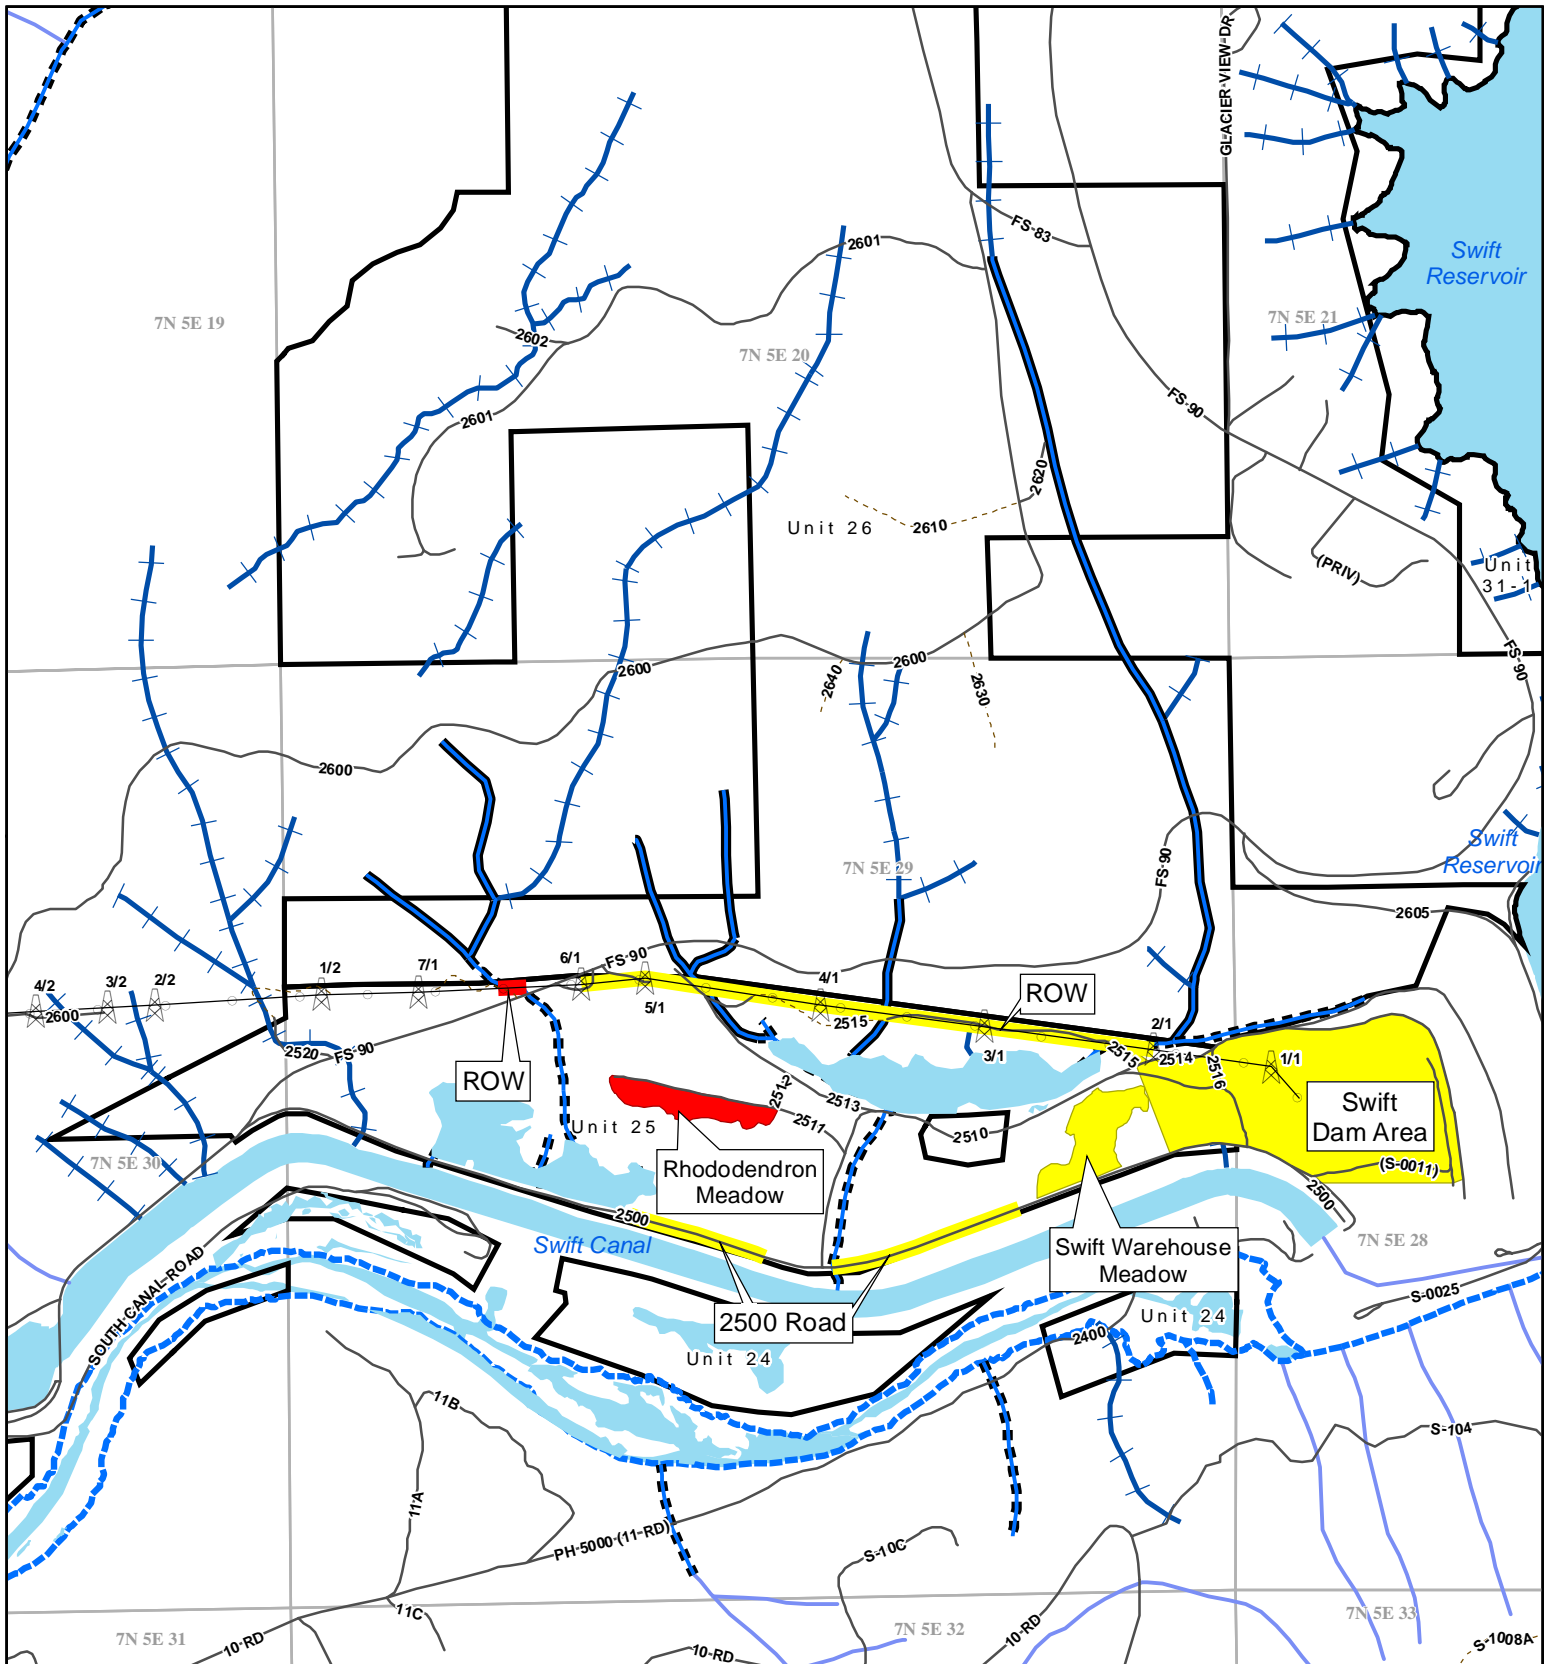 GLACIER-VIEW-DR
FS-83
2601
Swift
Reservoir
7N 5E 19
7N 5E 21
2602
7N 5E 20
2601
FS-90
2620
Unit 26
2610
(PRIV)
Unit
31-1
2600
2600
2640
2630
FS-90
2600
7N 5E 29
FS-90
Swift
Reservoir
2605
4/2
3/2
2/2
1/2
7/1
6/1
FS-90
5/1
4/1
ROW
2600
2515
3/1
2/1
2515
2514
2516
1/1
2520
FS-90
ROW
2512
2513
2511
2510
Unit 25
Swift
Dam Area
7N 5E 30
Rhododendron
Meadow
(S-0011)
2500
2500
Swift Canal
Swift Warehouse
Meadow
7N 5E 28
SOUTH-CANAL-ROAD
2500 Road
S-0025
Unit 24
2400
Unit 24
11B
S-104
11A
PH-5000 (11-RD)
S-10C
11C
7N 5E 31
10-RD
10-RD
7N 5E 32
10-RD
7N 5E 33
S-1008A